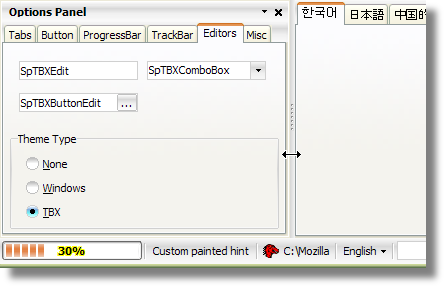 Options Panel
Tabs Button ProgressBar TrackBar Editors Misc
한국어 日本語 中国的
SpTBXEdit SpTBXComboBox
SpTBXButtonEdit ...
Theme Type
None
Windows
TBX
30% Custom painted hint C:\Mozilla English